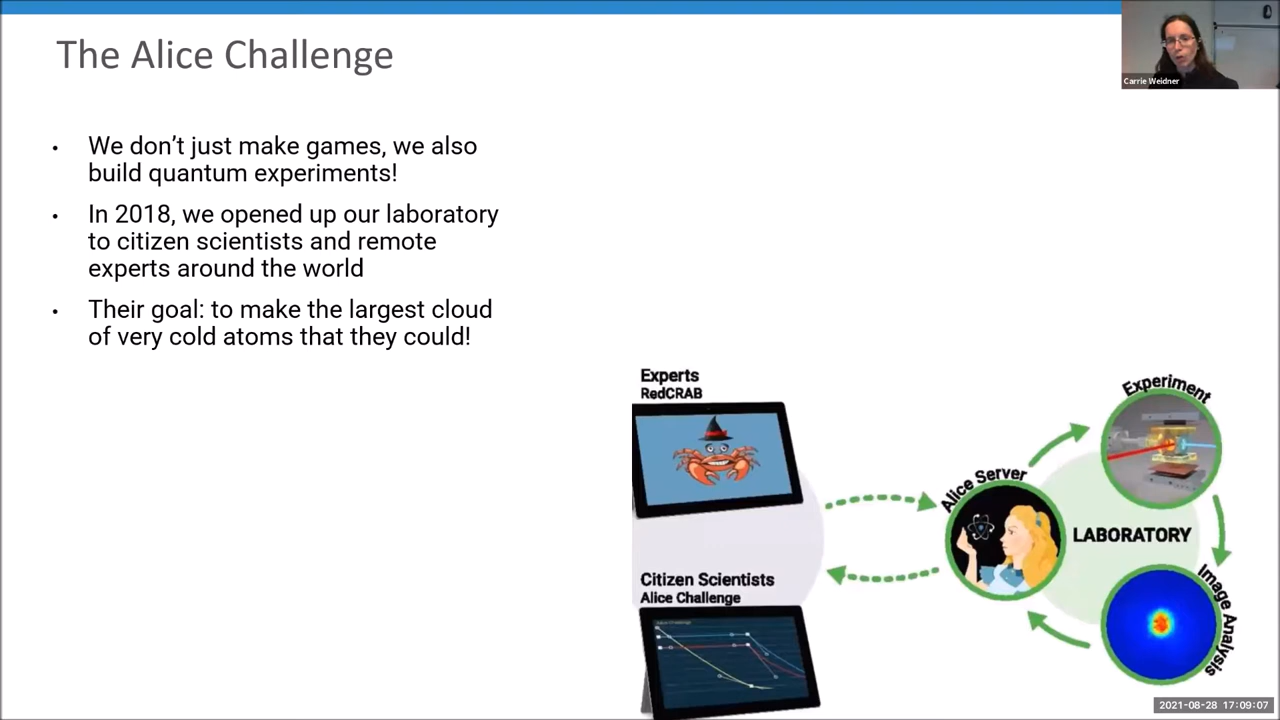 The Alice Challenge
Carrie Weidner
• We don’t just make games, we also
build quantum experiments!
• In 2018, we opened up our laboratory
to citizen scientists and remote
experts around the world
• Their goal: to make the largest cloud
of very cold atoms that they could!
Experts
RedCRAB
Citizen Scientists
Alice Challenge
Alice Challenge
Alice Server
Experiment
LABORATORY
Image Analysis
2021-08-28 17:09:07